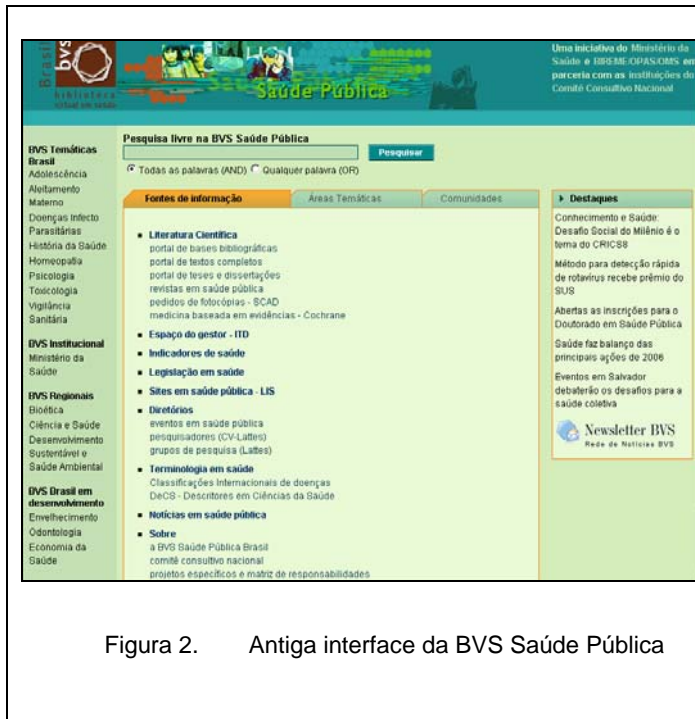 Brasil
bvs
biblioteca
virtual em saúde
Saúde Pública
Uma iniciativa do Ministério da
Saúde e BIREME/OPAS/OMS em
parceria com as instituições do
Comitê Consultivo Nacional
BVS Temáticas
Brasil
Adolescência
Aleitamento
Materno
Doenças Infecto
Parasitárias
História da Saúde
Homeopatia
Psicologia
Toxicologia
Vigilância
Sanitária
BVS Institucional
Ministério da
Saúde
BVS Regionais
Bioética
Ciência e Saúde
Desenvolvimento
Sustentável e
Saúde Ambiental
BVS Brasil em
desenvolvimento
Envelhecimento
Odontologia
Economia da
Saúde
Pesquisa livre na BVS Saúde Pública
Pesquisar
Todas as palavras (AND) Qualquer palavra (OR)
Fontes de informação Áreas Temáticas Comunidades
Literatura Científica
portal de bases bibliográficas
portal de textos completos
portal de teses e dissertações
revistas em saúde pública
pedidos de fotocópias - SCAD
medicina baseada em evidências - Cochrane
Espaço do gestor - ITD
Indicadores de saúde
Legislação em saúde
Sites em saúde pública - LIS
Diretórios
eventos em saúde pública
pesquisadores (CV-Lattes)
grupos de pesquisa (Lattes)
Terminologia em saúde
Classificações Internacionais de doenças
DeCS - Descritores em Ciências da Saúde
Notícias em saúde pública
Sobre
a BVS Saúde Pública Brasil
comitê consultivo nacional
projetos específicos e matriz de responsabilidades
Destaques
Conhecimento e Saúde:
Desafio Social do Milênio é o
tema do CRICS8
Método para detecção rápida
de rotavírus recebe prêmio do
SUS
Abertas as inscrições para o
Doutorado em Saúde Pública
Saúde faz balanço das
principais ações de 2006
Eventos em Salvador
debaterão os desafios para a
saúde coletiva
Newsletter BVS
Rede de Notícias BVS
Figura 2. Antiga interface da BVS Saúde Pública